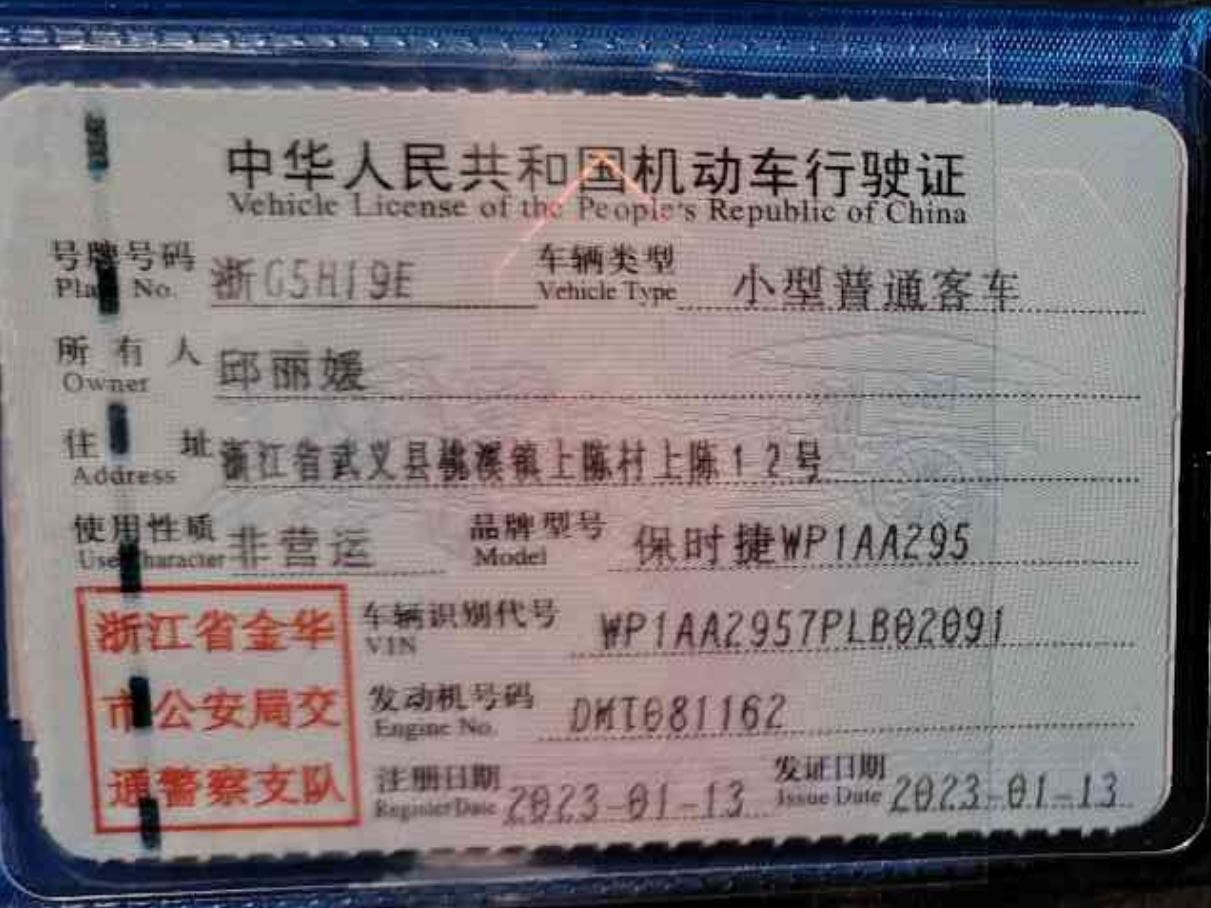 中华人民共和国机动车行驶证
Vehicle License of the People's Republic of China
号牌号码 浙G5H19E 车辆类型 小型普通客车
Plate No. Vehicle Type
所有人 邱丽媛
Owner
住址 浙江省武义县桃溪镇上陈村上陈12号
Address
使用性质 非营运 品牌型号 保时捷WP1AA295
Use Character Model
浙江省金华 车辆识别代号 WP1AA2957PLB02091
VIN
市公安局交 发动机号码 DMT081162
Engine No.
通警察支队 注册日期 2023-01-13 发证日期 2023-01-13
Register Date Issue Date